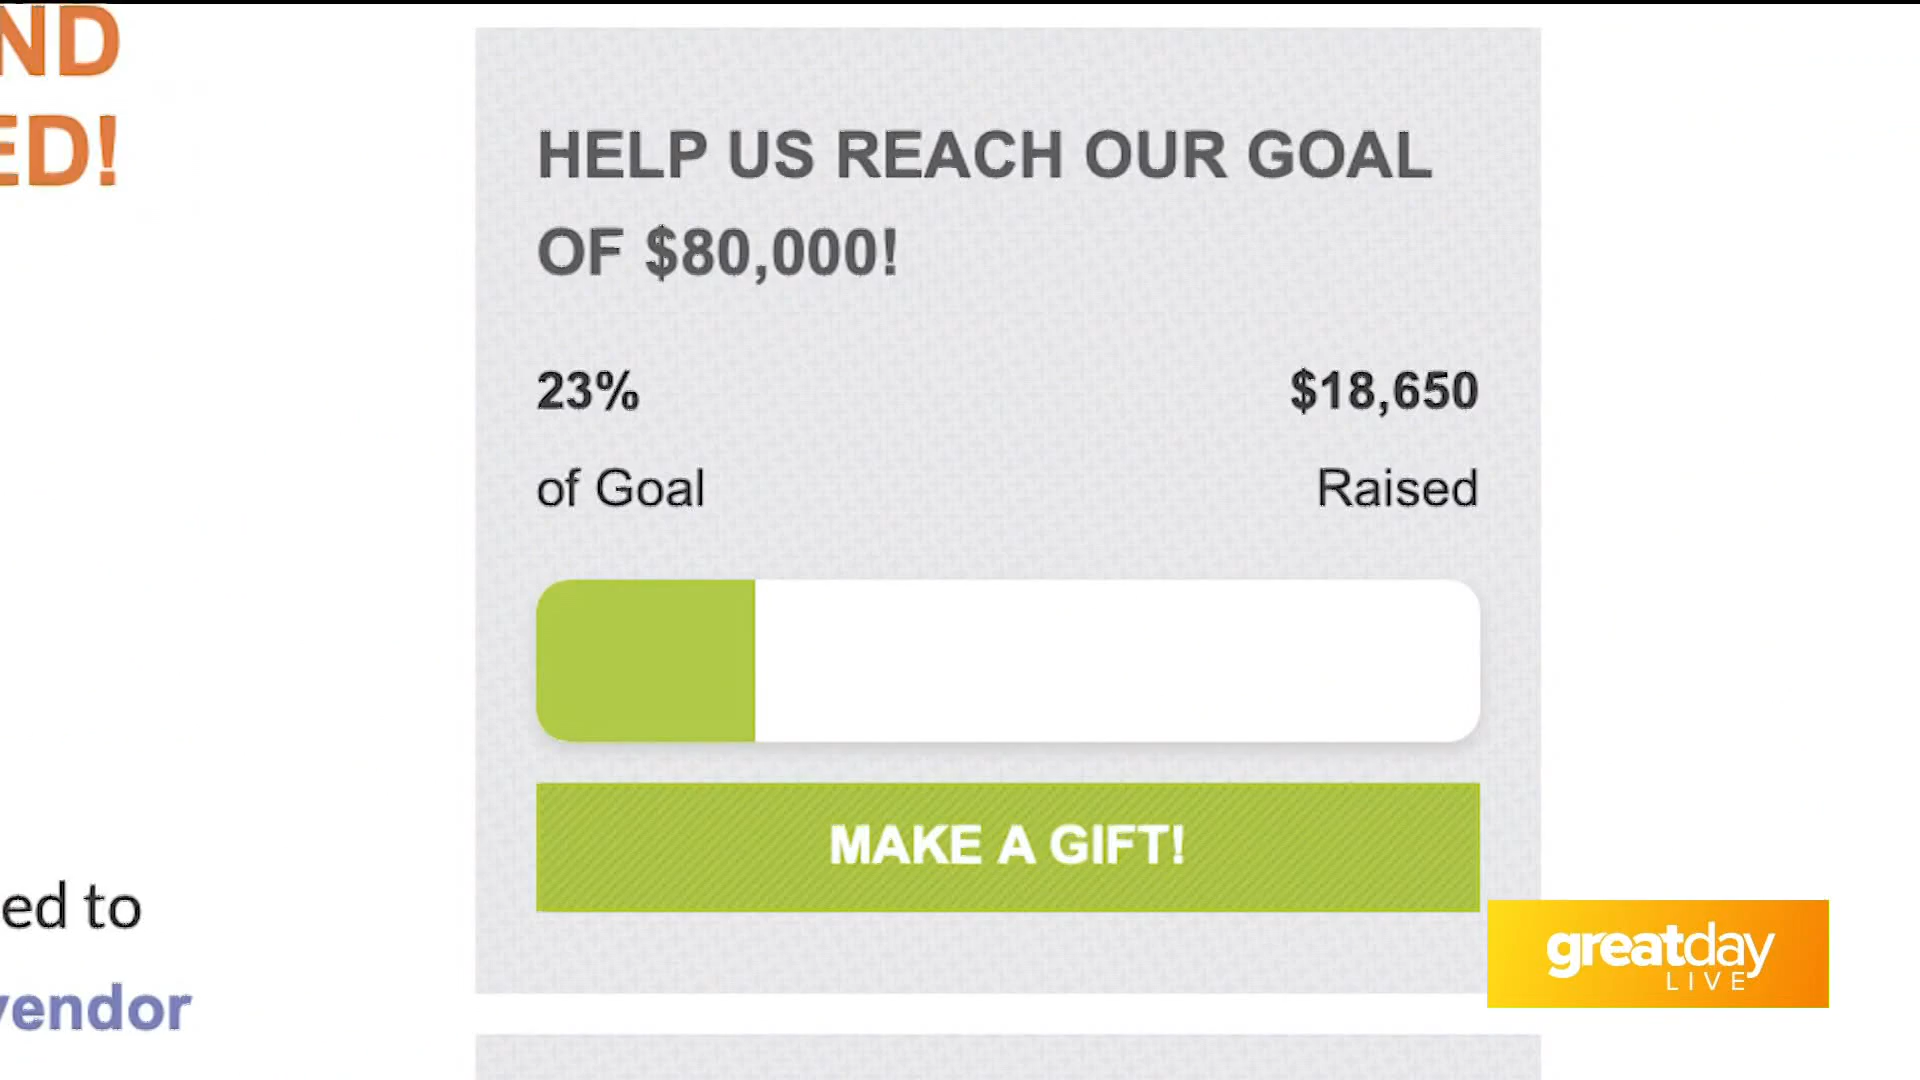 ND
ED!
HELP US REACH OUR GOAL
OF $80,000!
23%
$18,650
of Goal
Raised
MAKE A GIFT!
ed to
vendor
greatday
LIVE